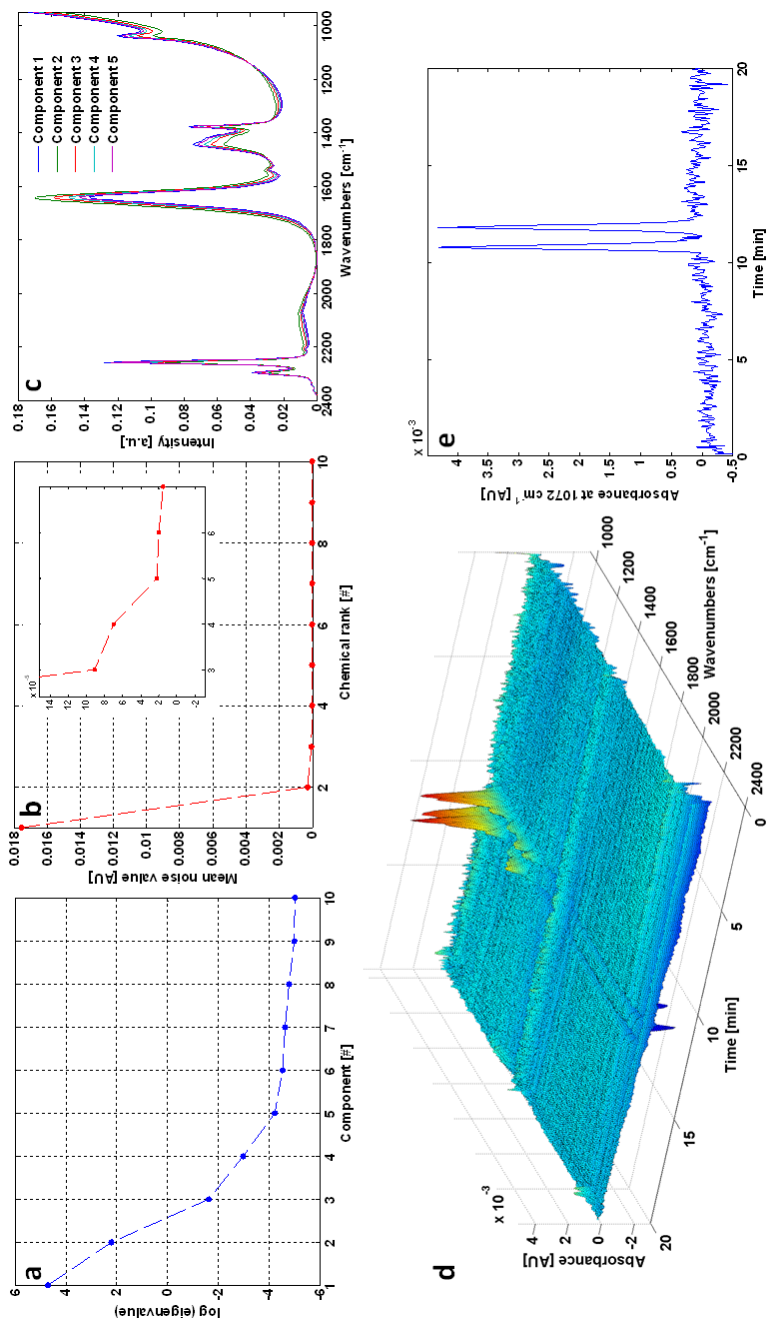 a
log (eigenvalue)
6
4
2
0
-2
-4
-6
1 2 3 4 5 6 7 8 9 10
Component [#]
b
Mean noise value [AU]
0.018
0.016
0.014
0.012
0.01
0.008
0.006
0.004
0.002
0
2 4 6 8 10
Chemical rank [#]
x 10⁻⁵
14
12
10
8
6
4
2
0
-2
3 4 5 6
c
Intensity [a.u.]
0.18
0.16
0.14
0.12
0.1
0.08
0.06
0.04
0.02
0
2400 2200 2000 1800 1600 1400 1200 1000
Wavenumbers [cm⁻¹]
Component 1
Component 2
Component 3
Component 4
Component 5
d
x 10⁻³
Absorbance [AU]
4
2
0
-2
20 15 10 5 0
Time [min]
2400 2200 2000 1800 1600 1400 1200 1000
Wavenumbers [cm⁻¹]
e
x 10⁻³
Absorbance at 1072 cm⁻¹ [AU]
4
3.5
3
2.5
2
1.5
1
0.5
0
-0.5
0 5 10 15 20
Time [min]